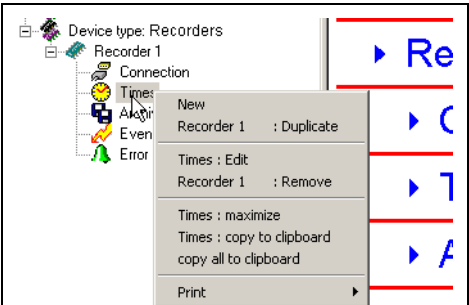 Device type: Recorders
Recorder 1
Connection
Times
Even
Error
New
Recorder 1 : Duplicate
Times : Edit
Recorder 1 : Remove
Times : maximize
Times : copy to clipboard
copy all to clipboard
Print
Re